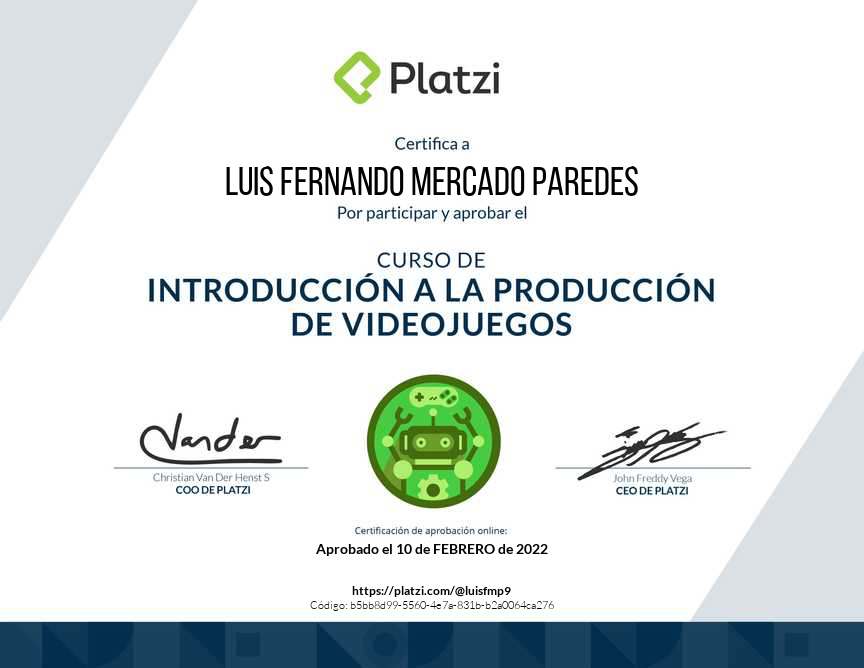 Platzi
Certifica a
LUIS FERNANDO MERCADO PAREDES
Por participar y aprobar el
CURSO DE
INTRODUCCIÓN A LA PRODUCCIÓN
DE VIDEOJUEGOS
Vander
Christian Van Der Henst S
COO DE PLATZI
John Freddy Vega
CEO DE PLATZI
Certificación de aprobación online:
Aprobado el 10 de FEBRERO de 2022
https://platzi.com/@luisfmp9
Código: b5bb8d99-5560-4e7a-831b-b2a0064ca276